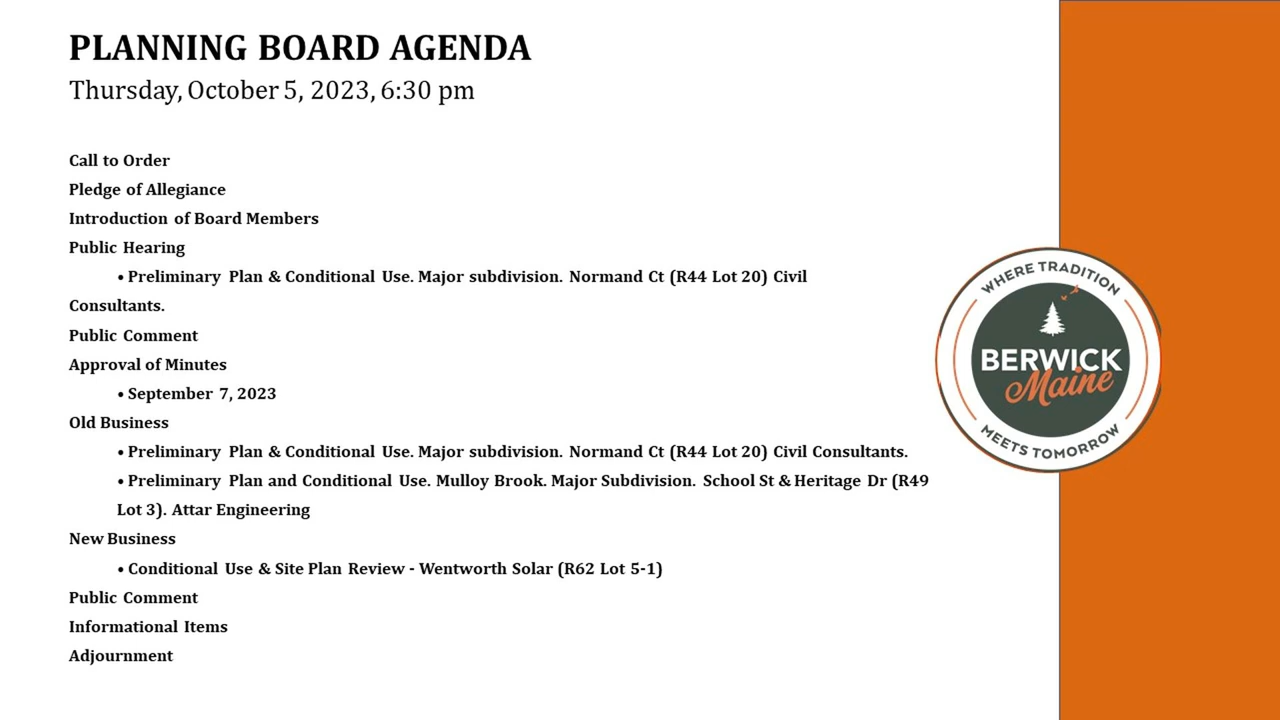 PLANNING BOARD AGENDA
Thursday, October 5, 2023, 6:30 pm
Call to Order
Pledge of Allegiance
Introduction of Board Members
Public Hearing
• Preliminary Plan & Conditional Use. Major subdivision. Normand Ct (R44 Lot 20) Civil
Consultants.
Public Comment
Approval of Minutes
• September 7, 2023
Old Business
• Preliminary Plan & Conditional Use. Major subdivision. Normand Ct (R44 Lot 20) Civil Consultants.
• Preliminary Plan and Conditional Use. Mulloy Brook. Major Subdivision. School St & Heritage Dr (R49
Lot 3). Attar Engineering
New Business
• Conditional Use & Site Plan Review - Wentworth Solar (R62 Lot 5-1)
Public Comment
Informational Items
Adjournment
WHERE TRADITION
BERWICK
Maine
MEETS TOMORROW